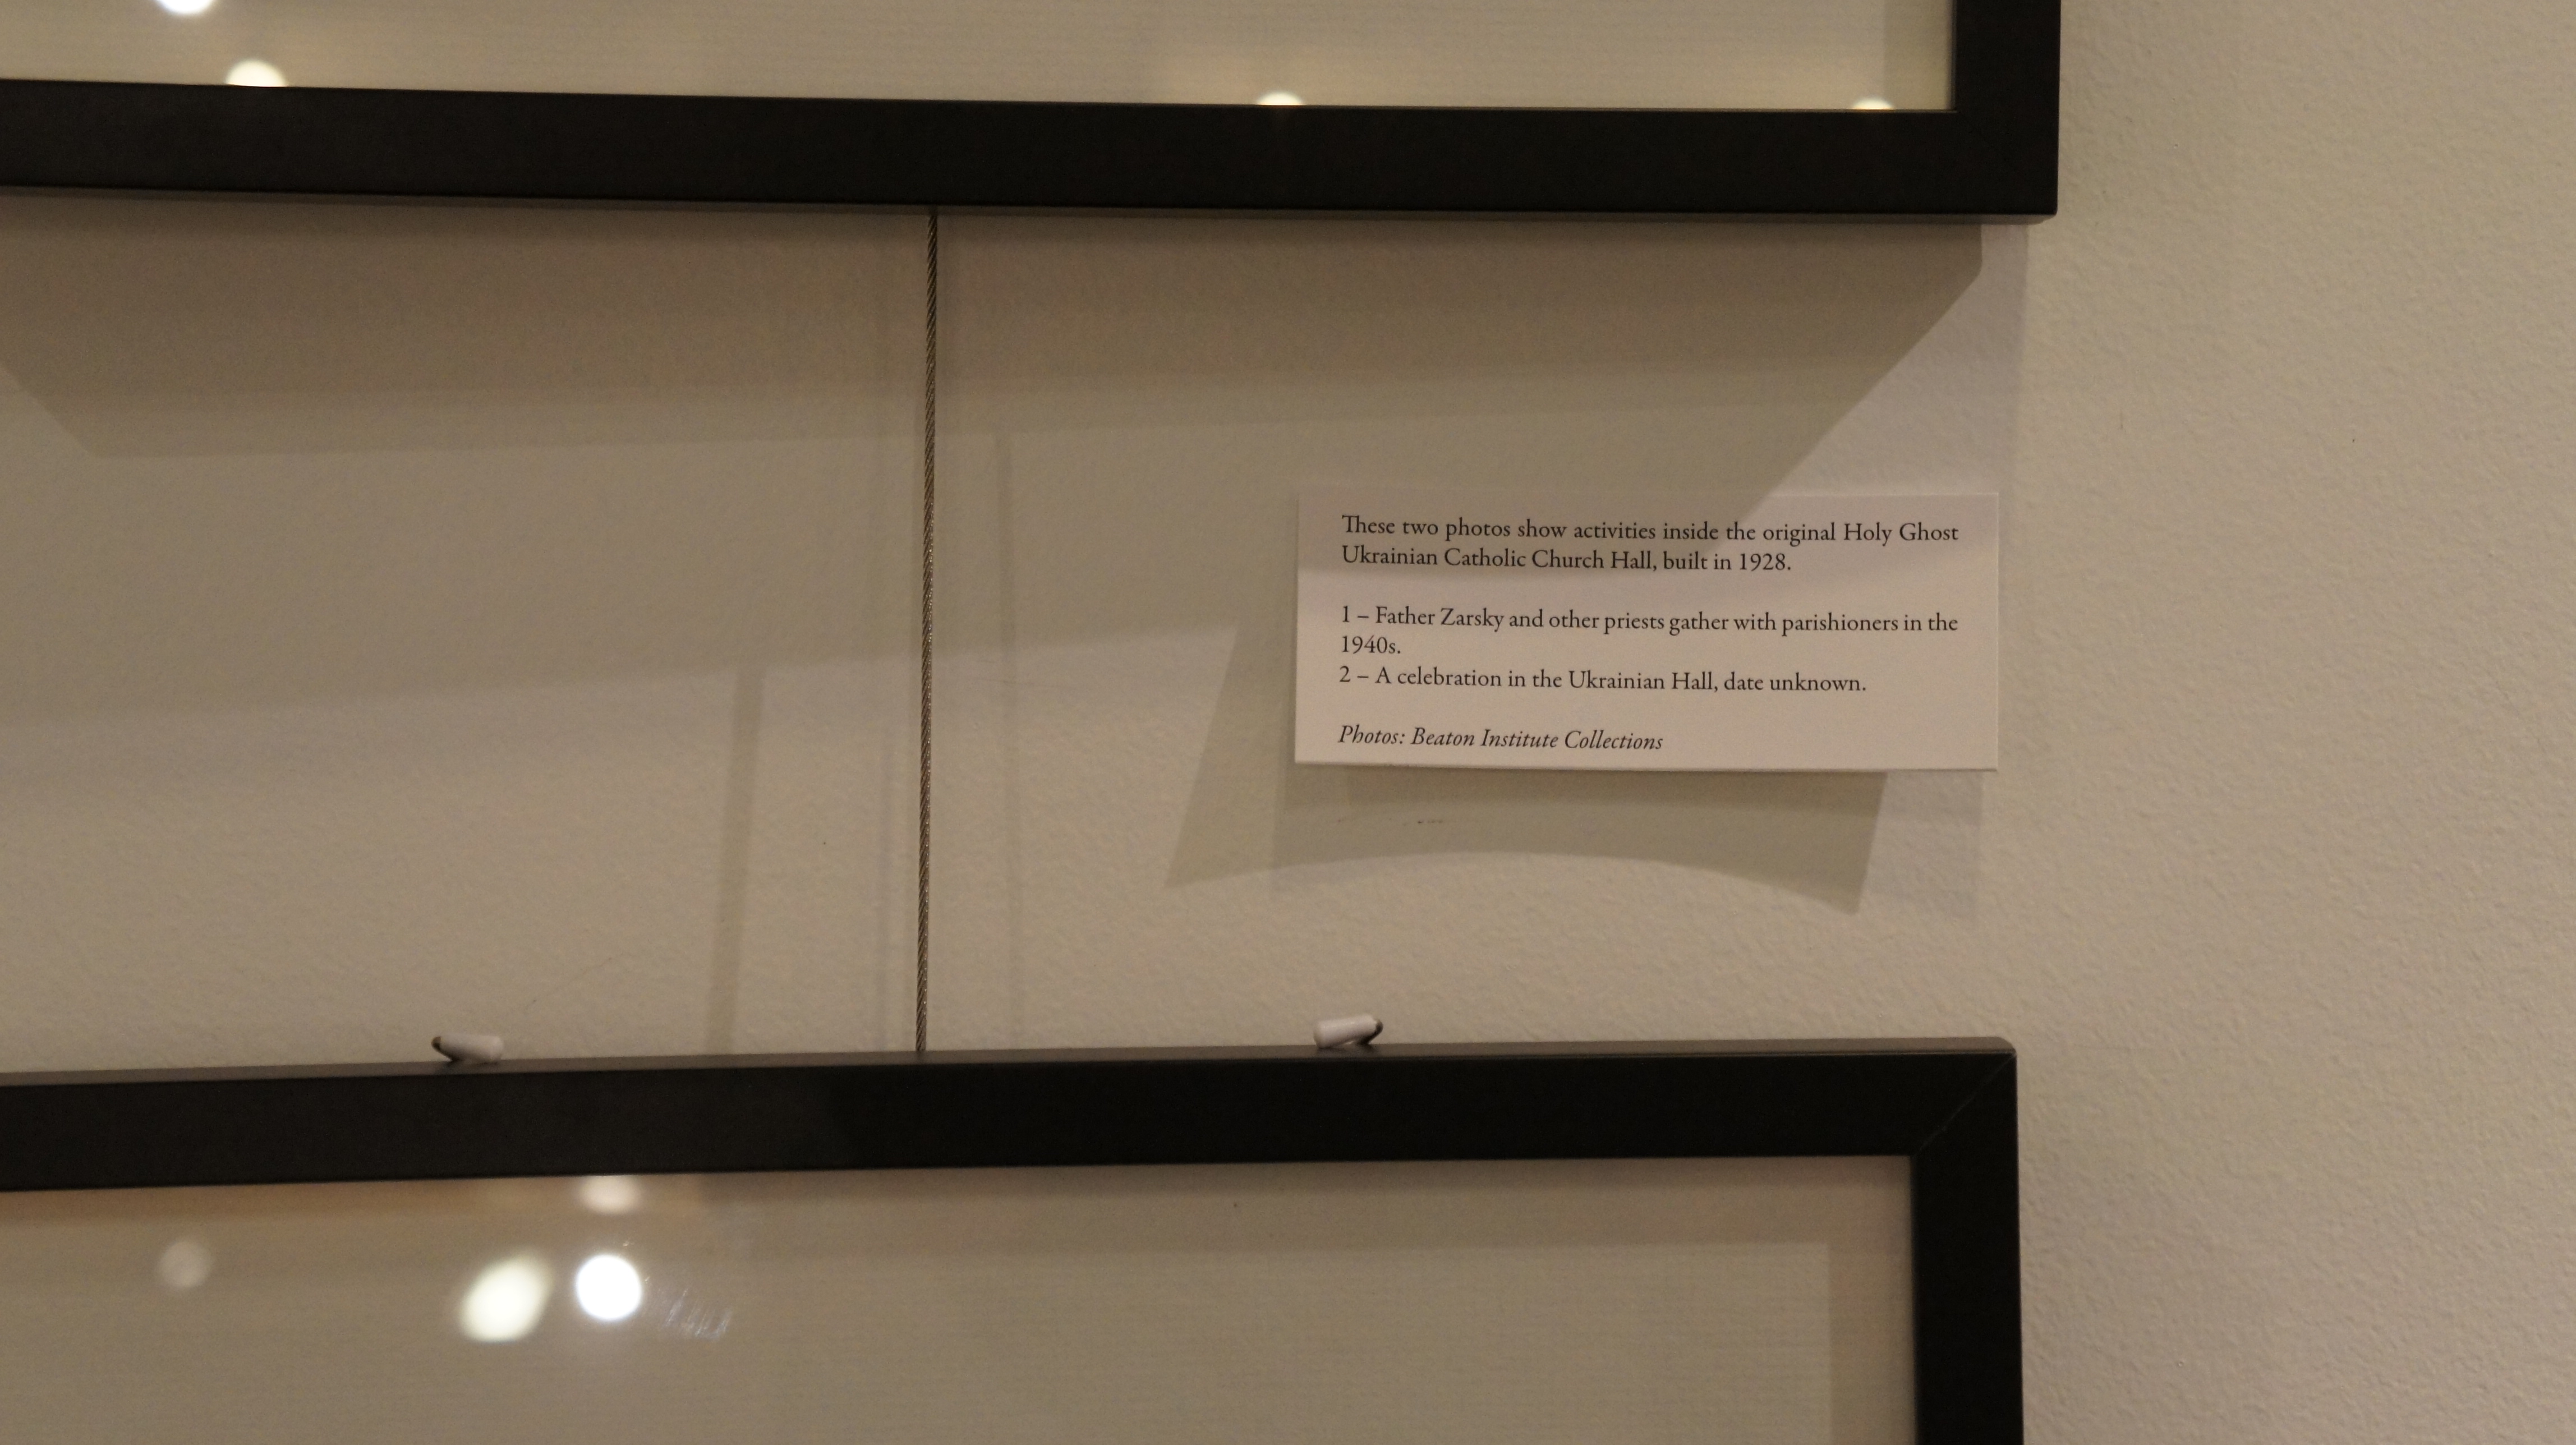 These two photos show activities inside the original Holy Ghost
Ukrainian Catholic Church Hall, built in 1928.
1 – Father Zarsky and other priests gather with parishioners in the
1940s.
2 – A celebration in the Ukrainian Hall, date unknown.
Photos: Beaton Institute Collections